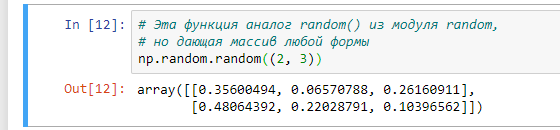 In [12]: # Эта функция аналог random() из модуля random,
# но дающая массив любой формы
np.random.random((2, 3))
Out[12]: array([[0.35600494, 0.06570788, 0.26160911],
[0.48064392, 0.22028791, 0.10396562]])